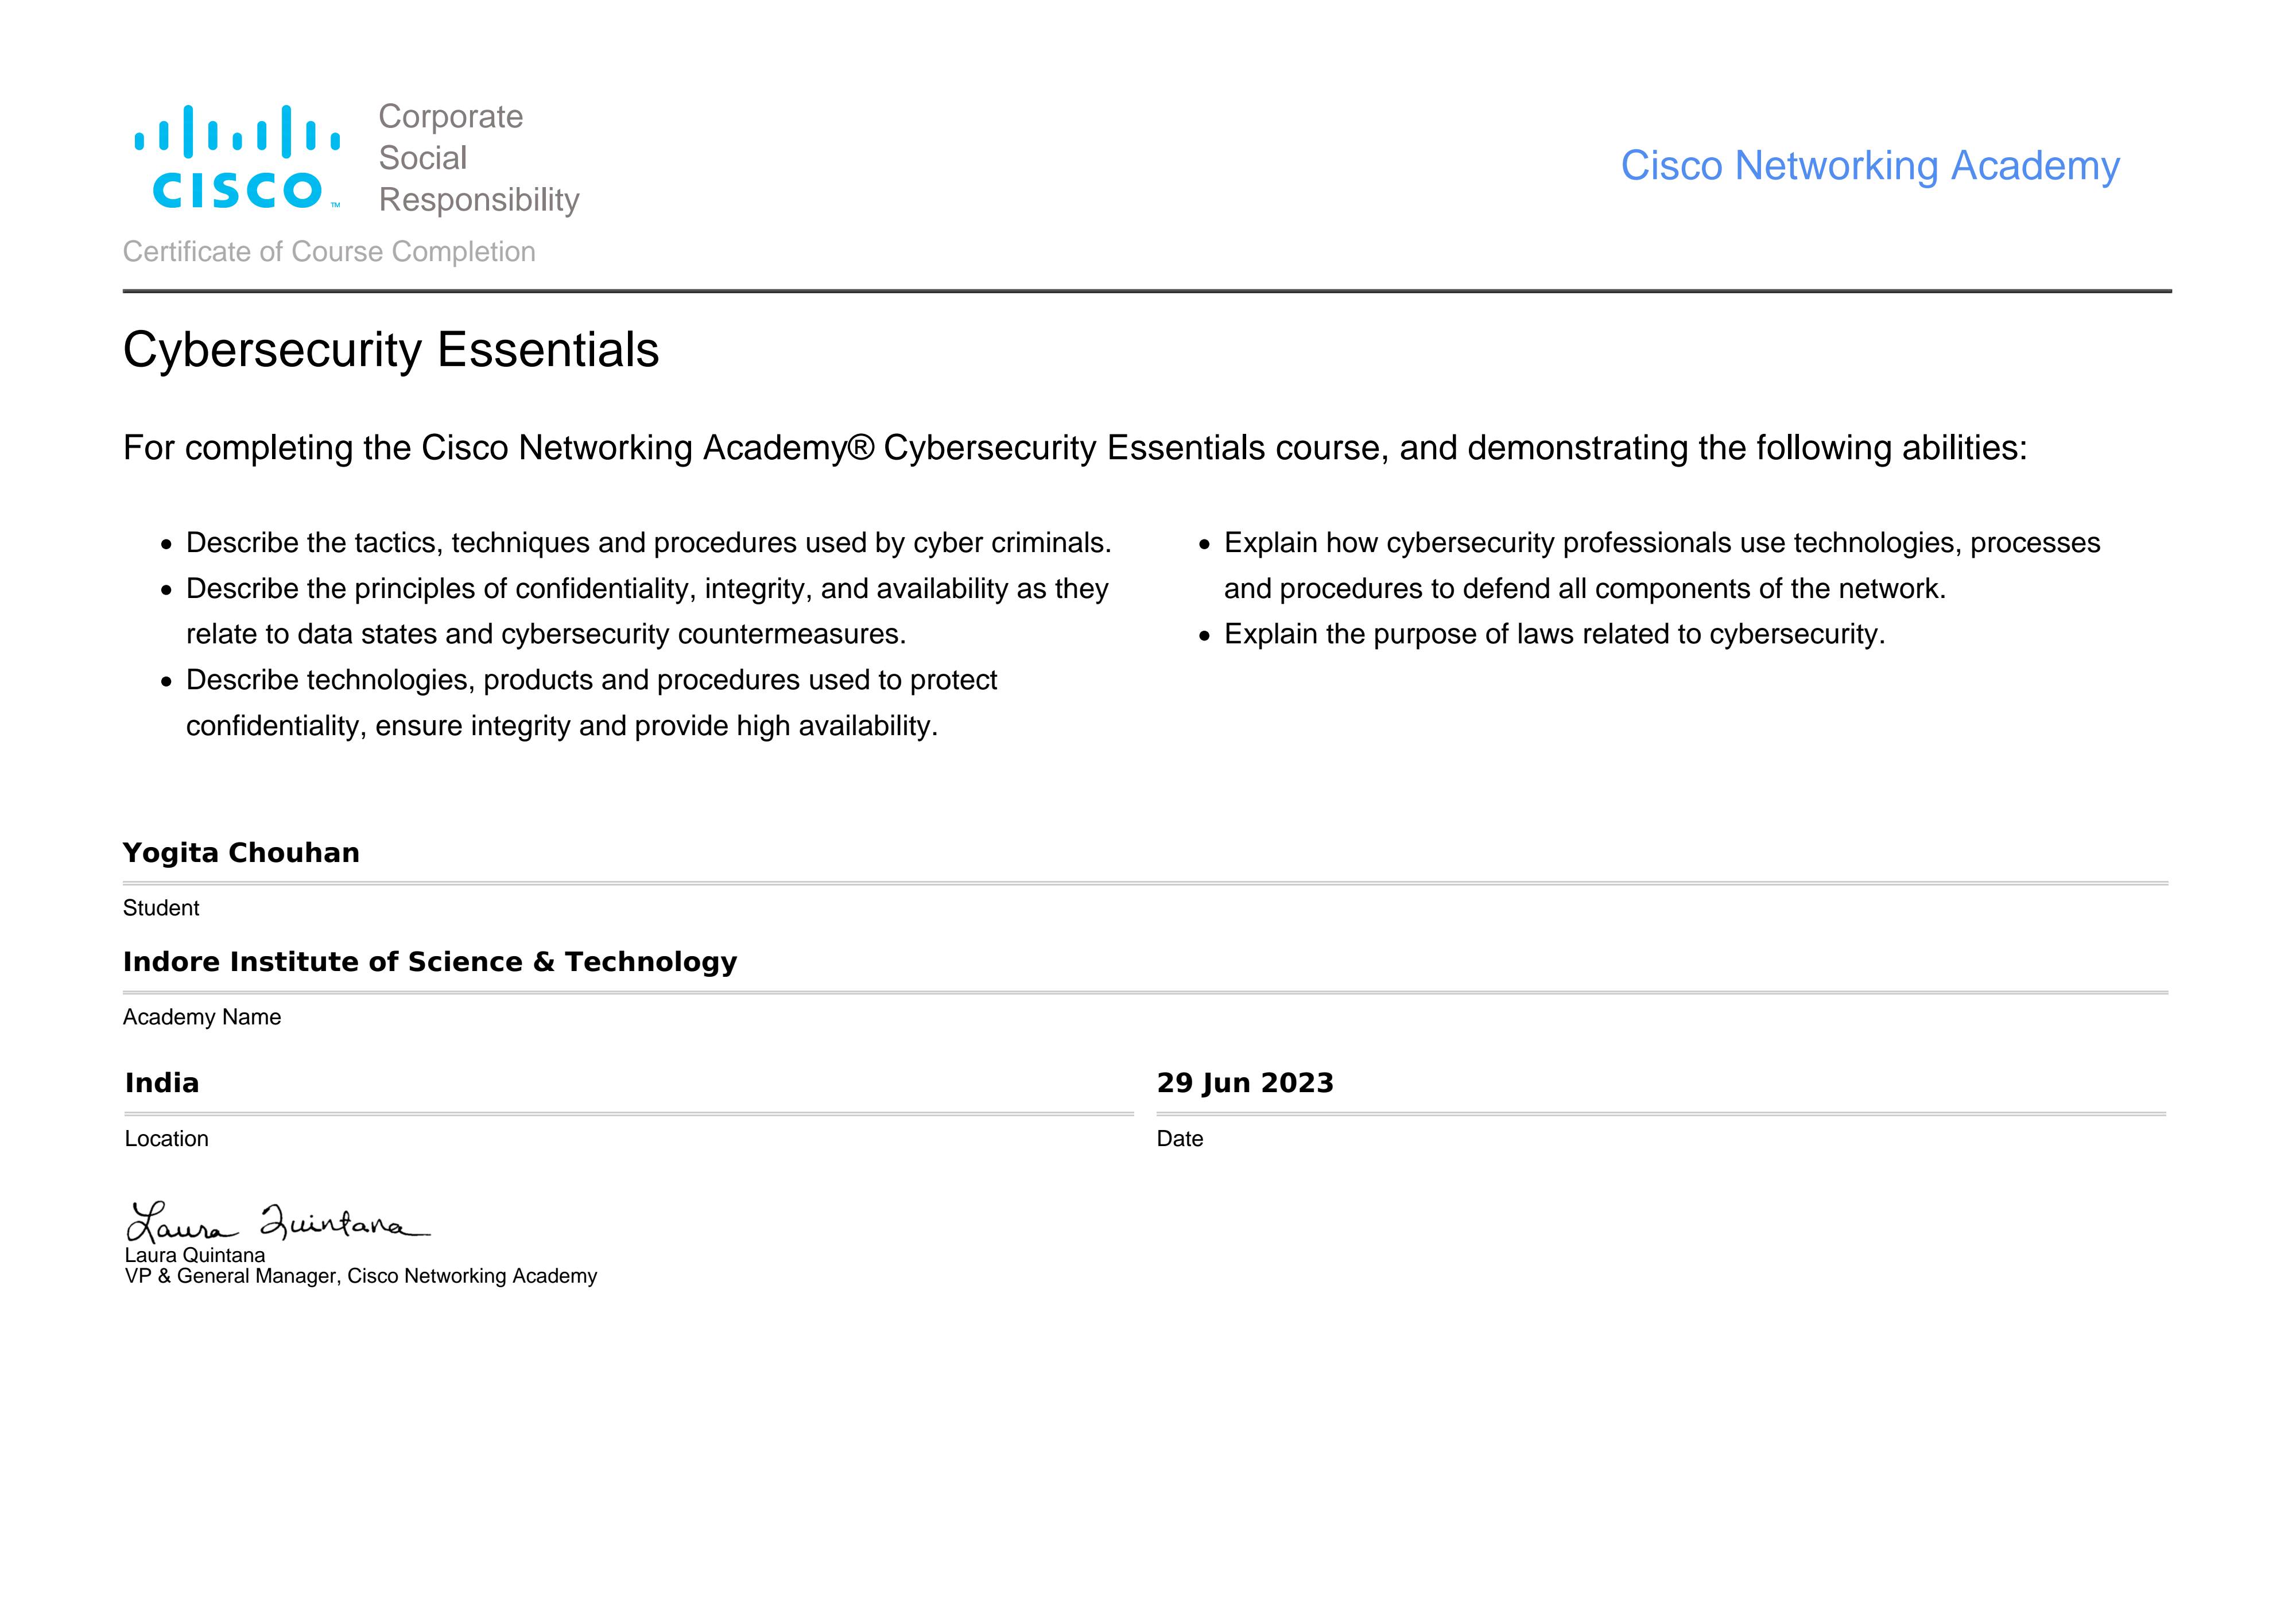 Corporate
Social
Responsibility
CISCO™
Cisco Networking Academy
Certificate of Course Completion
Cybersecurity Essentials
For completing the Cisco Networking Academy® Cybersecurity Essentials course, and demonstrating the following abilities:
• Describe the tactics, techniques and procedures used by cyber criminals.
• Describe the principles of confidentiality, integrity, and availability as they
relate to data states and cybersecurity countermeasures.
• Describe technologies, products and procedures used to protect
confidentiality, ensure integrity and provide high availability.
• Explain how cybersecurity professionals use technologies, processes
and procedures to defend all components of the network.
• Explain the purpose of laws related to cybersecurity.
Yogita Chouhan
Student
Indore Institute of Science & Technology
Academy Name
India
Location
29 Jun 2023
Date
Laura Quintana
Laura Quintana
VP & General Manager, Cisco Networking Academy